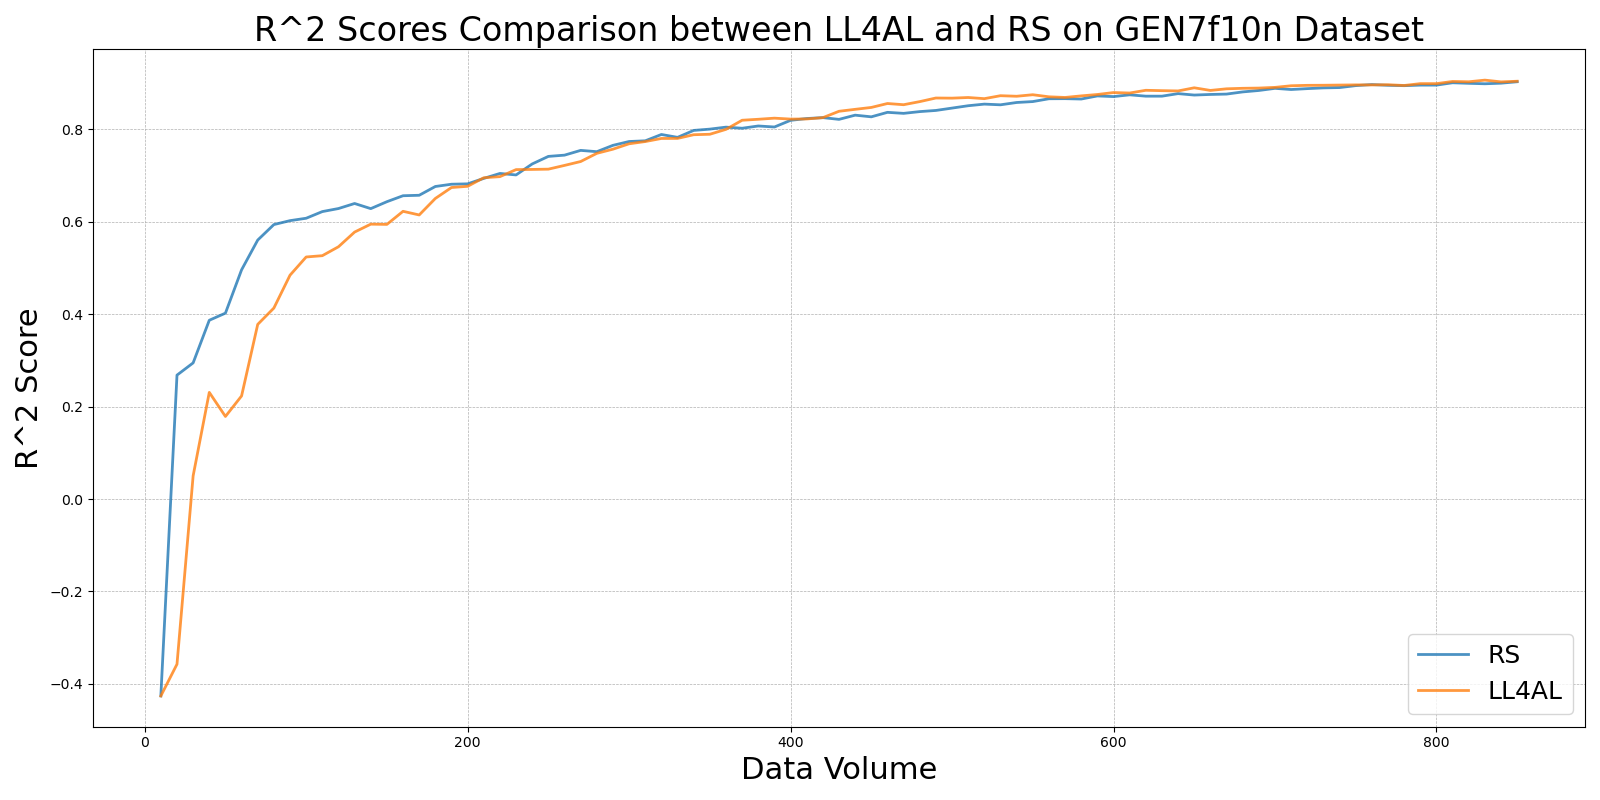 R^2 Scores Comparison between LL4AL and RS on GEN7f10n Dataset
R^2 Score
0.8
0.6
0.4
0.2
0.0
−0.2
−0.4
0 200 400 600 800
Data Volume
RS
LL4AL